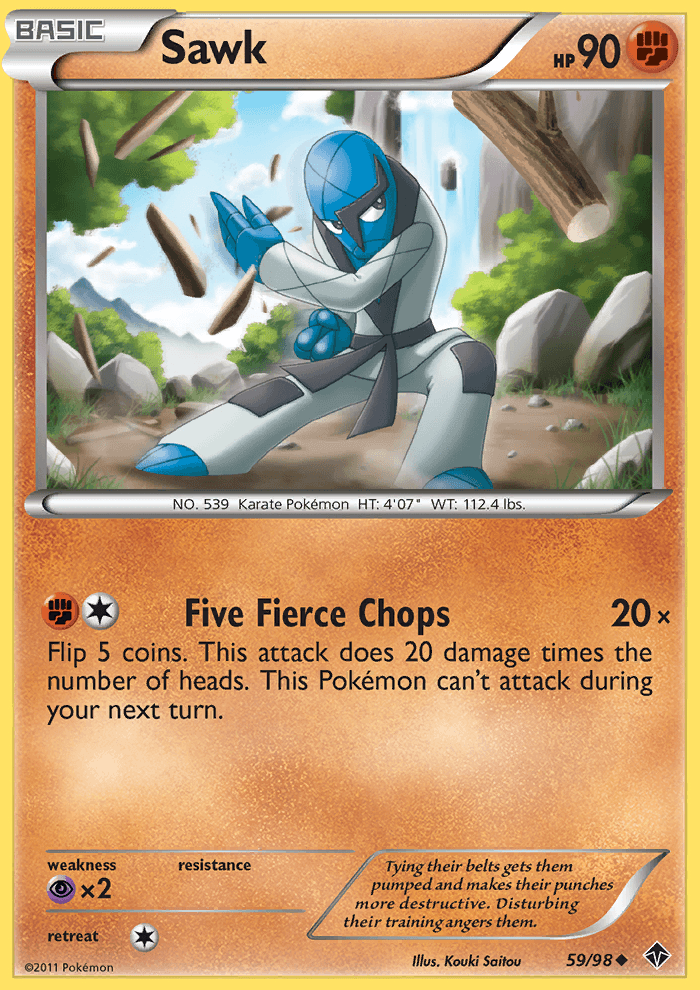 BASIC
Sawk
HP 90
NO. 539 Karate Pokémon HT: 4'07" WT: 112.4 lbs.
Five Fierce Chops 20×
Flip 5 coins. This attack does 20 damage times the
number of heads. This Pokémon can't attack during
your next turn.
weakness resistance
×2
retreat
Tying their belts gets them
pumped and makes their punches
more destructive. Disturbing
their training angers them.
Illus. Kouki Saitou 59/98
©2011 Pokémon